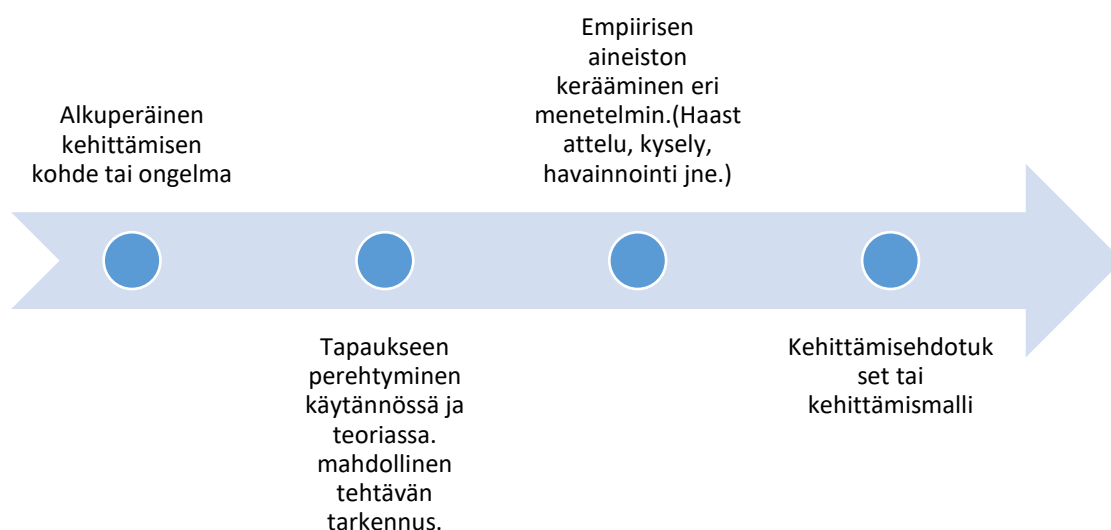 Alkuperäinen
kehittämisen
kohde tai ongelma
Tapaukseen
perehtyminen
käytännössä ja
teoriassa.
mahdollinen
tehtävän
tarkennus.
Empiirisen
aineiston
kerääminen eri
menetelmin.(Haast
attelu, kysely,
havainnointi jne.)
Kehittämisehdotuk
set tai
kehittämismalli